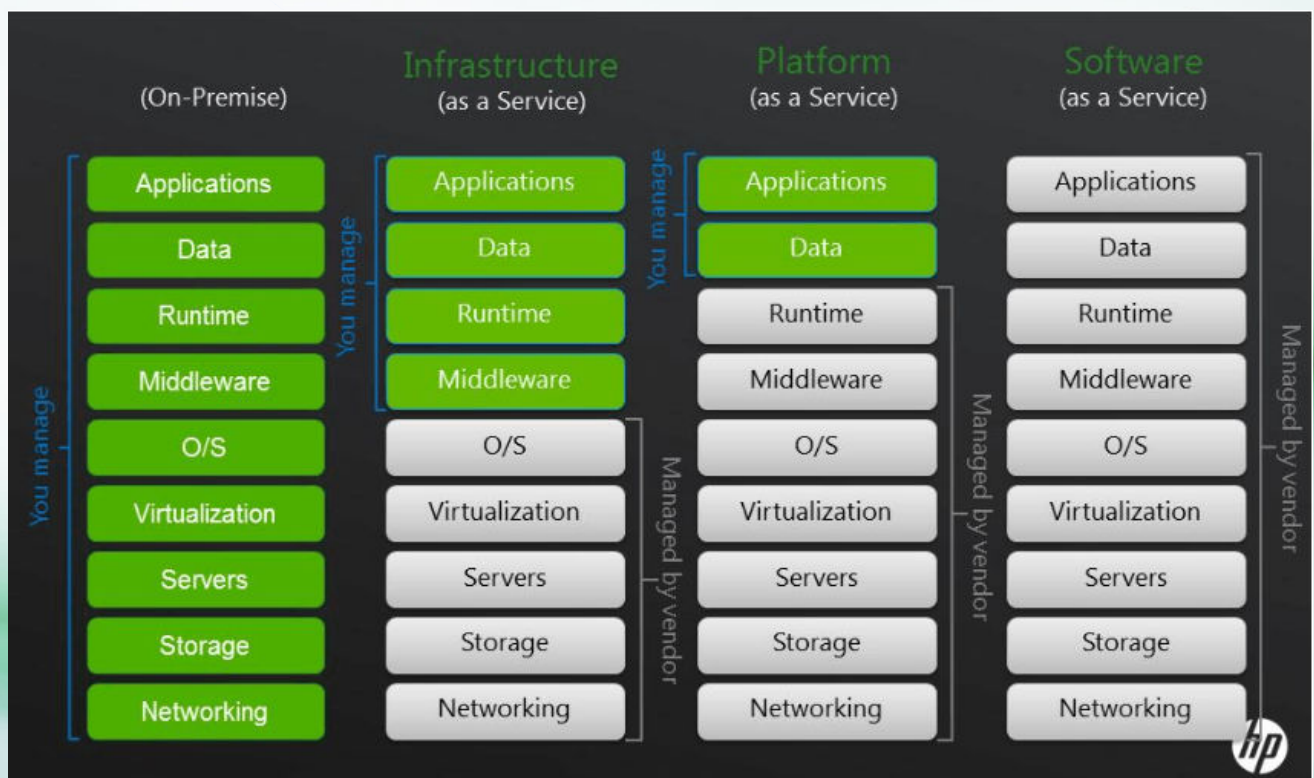 (On-Premise)
Infrastructure
(as a Service)
Platform
(as a Service)
Software
(as a Service)
You manage
Applications
Data
Runtime
Middleware
O/S
Virtualization
Servers
Storage
Networking
You manage
Applications
Data
Runtime
Middleware
O/S
Virtualization
Servers
Storage
Networking
Managed by vendor
You manage
Applications
Data
Runtime
Middleware
O/S
Virtualization
Servers
Storage
Networking
Managed by vendor
Applications
Data
Runtime
Middleware
O/S
Virtualization
Servers
Storage
Networking
Managed by vendor
hp